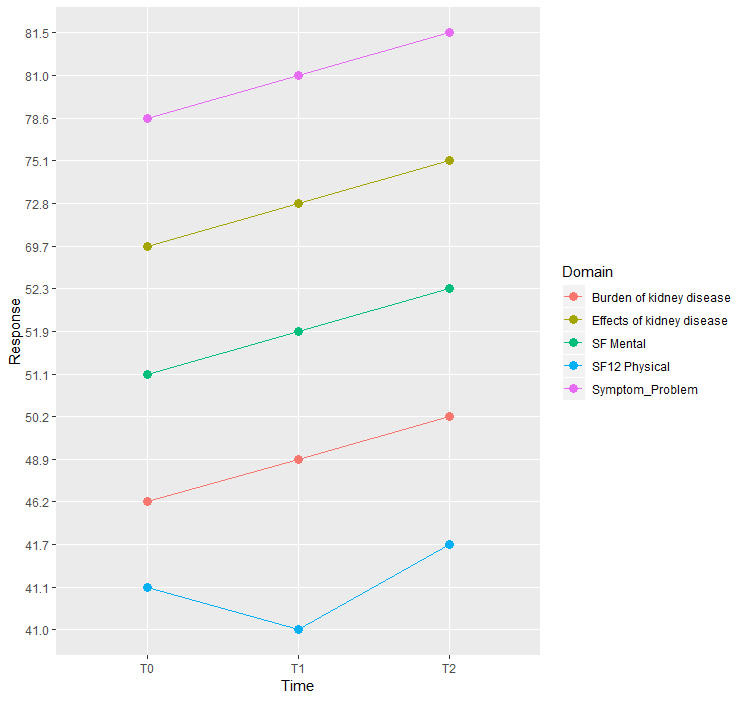 81.5
81.0
78.6
75.1
72.8
69.7
52.3
51.9
51.1
50.2
48.9
46.2
41.7
41.1
41.0
Response
T0 T1 T2
Time
Domain
Burden of kidney disease
Effects of kidney disease
SF Mental
SF12 Physical
Symptom_Problem